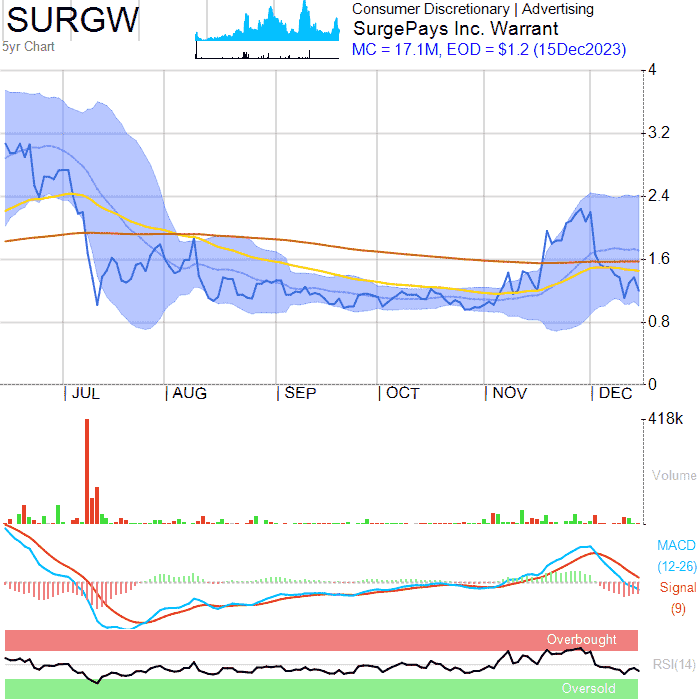 SURGW
5yr Chart
Consumer Discretionary | Advertising
SurgePays Inc. Warrant
MC = 17.1M, EOD = $1.2 (15Dec2023)
4
3.2
2.4
1.6
0.8
0
JUL AUG SEP OCT NOV DEC
418k
Volume
MACD
(12-26)
Signal
(9)
Overbought
RSI(14)
Oversold